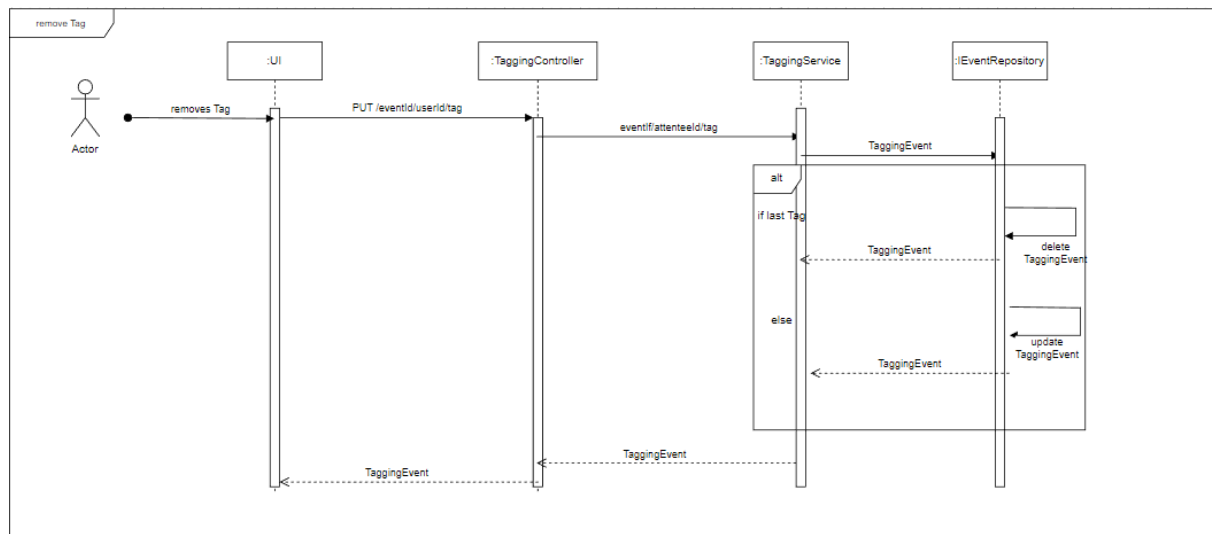 remove Tag
:UI
:TaggingController
:TaggingService
:IEventRepository
removes Tag
PUT /eventId/userId/tag
Actor
eventIf/attenteeId/tag
TaggingEvent
alt
if last Tag
delete
TaggingEvent
TaggingEvent
else
update
TaggingEvent
TaggingEvent
TaggingEvent
TaggingEvent